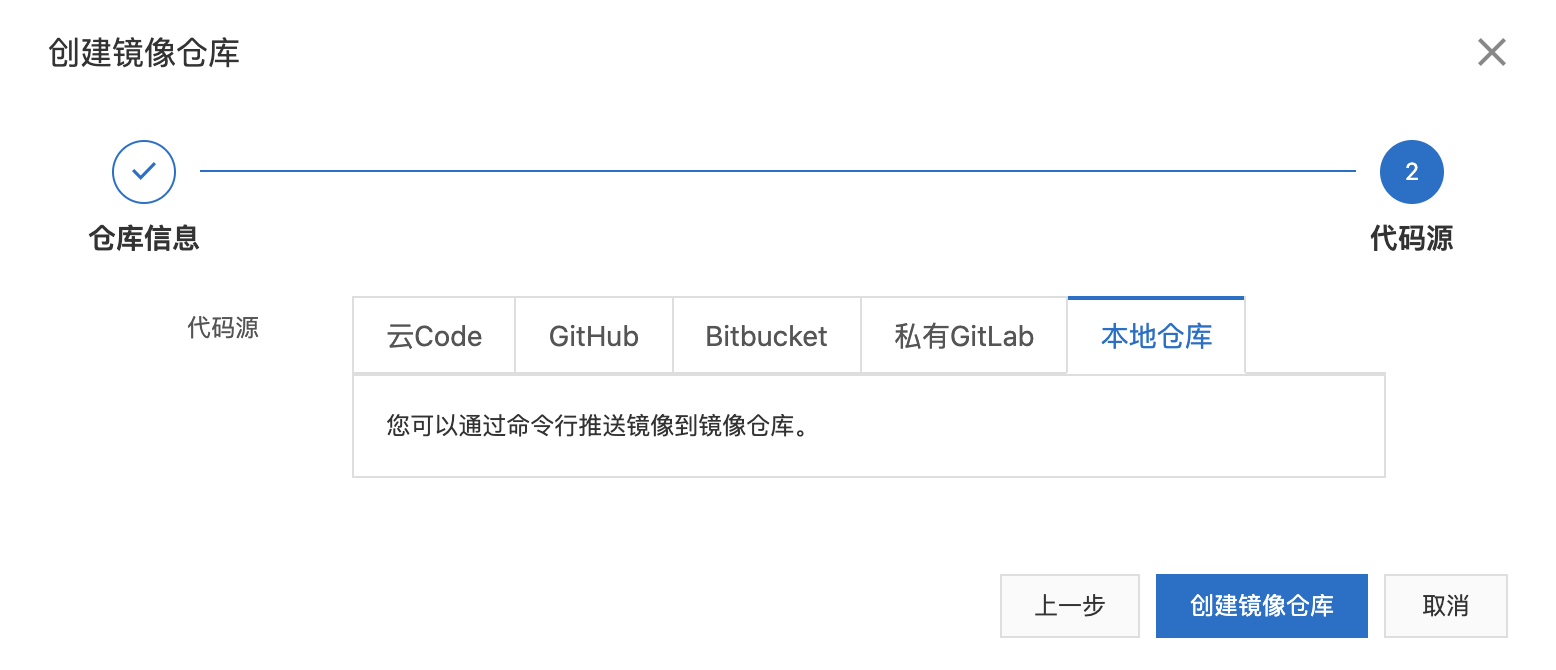 创建镜像仓库
2
仓库信息
代码源
代码源
云Code
GitHub
Bitbucket
私有GitLab
本地仓库
您可以通过命令行推送镜像到镜像仓库。
上一步
创建镜像仓库
取消